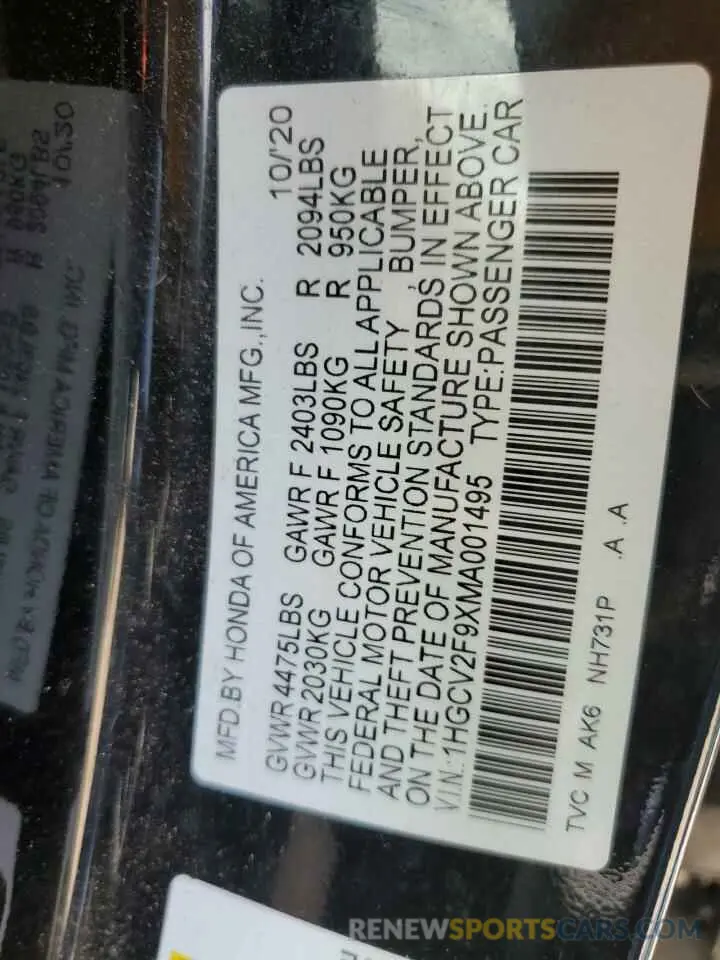 MFD.BY HONDA OF AMERICA MFG.,INC. 10/'20
GVWR 4475LBS GAWR F 2403LBS R 2094LBS
GVWR 2030KG GAWR F 1090KG R 950KG
THIS VEHICLE CONFORMS TO ALL APPLICABLE
FEDERAL MOTOR VEHICLE SAFETY , BUMPER,
AND THEFT PREVENTION STANDARDS IN EFFECT
ON THE DATE OF MANUFACTURE SHOWN ABOVE.
V.I.N.:1HGCV2F9XMA001495 TYPE:PASSENGER CAR
TVC M AK6 NH731P .A .A
RENEWSPORTSCARS.COM